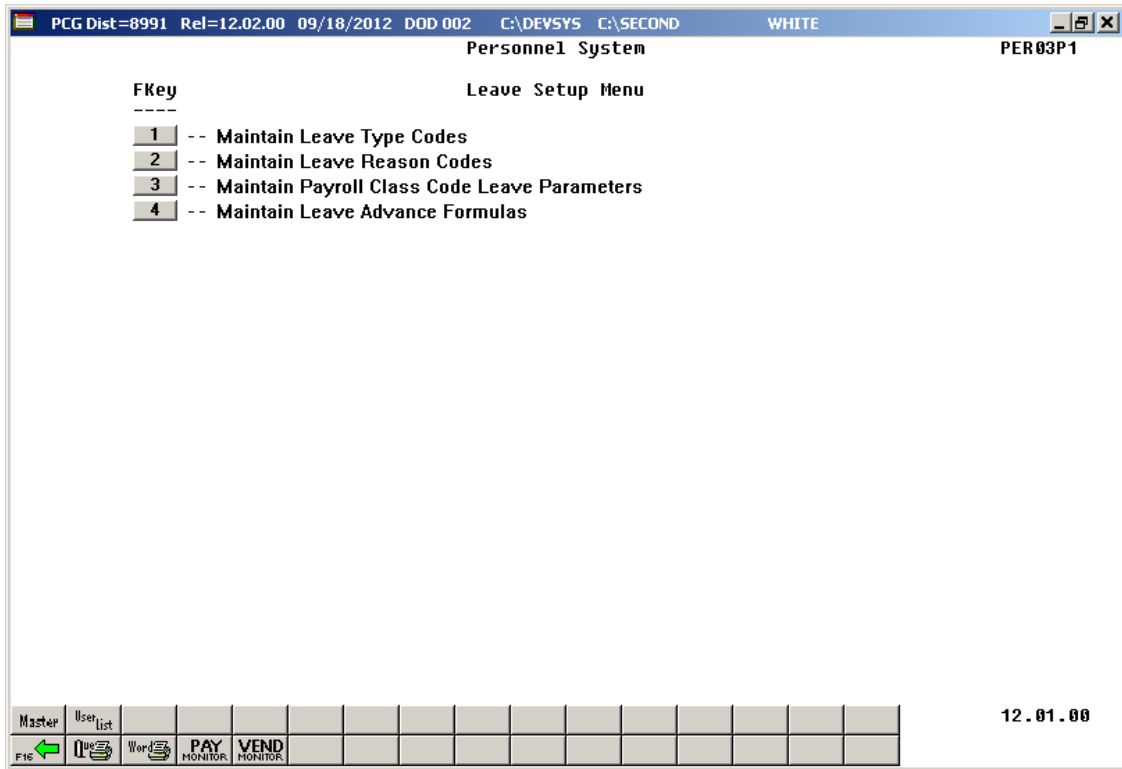 PCG Dist=8991 Rel=12.02.00 09/18/2012 DOD 002 C:\DEVSYS C:\SECOND WHITE
Personnel System PER03P1
FKey Leave Setup Menu
----
1 -- Maintain Leave Type Codes
2 -- Maintain Leave Reason Codes
3 -- Maintain Payroll Class Code Leave Parameters
4 -- Maintain Leave Advance Formulas
Master User List 12.01.00
F16 Que Word PAY MONITOR VEND MONITOR